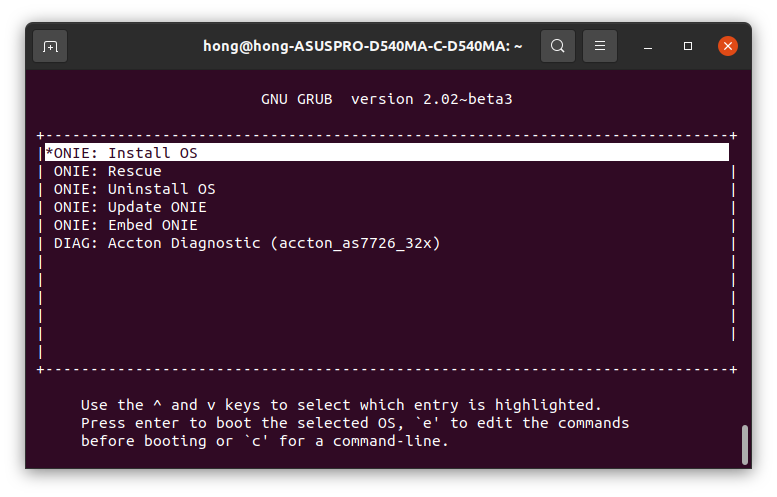 hong@hong-ASUSPRO-D540MA-C-D540MA: ~
GNU GRUB  version 2.02~beta3
+----------------------------------------------------------------------------+
|*ONIE: Install OS
| ONIE: Rescue |
| ONIE: Uninstall OS |
| ONIE: Update ONIE |
| ONIE: Embed ONIE |
| DIAG: Accton Diagnostic (accton_as7726_32x) |
| |
| |
| |
| |
| |
|
+----------------------------------------------------------------------------+
Use the ^ and v keys to select which entry is highlighted.
Press enter to boot the selected OS, `e' to edit the commands
before booting or `c' for a command-line.